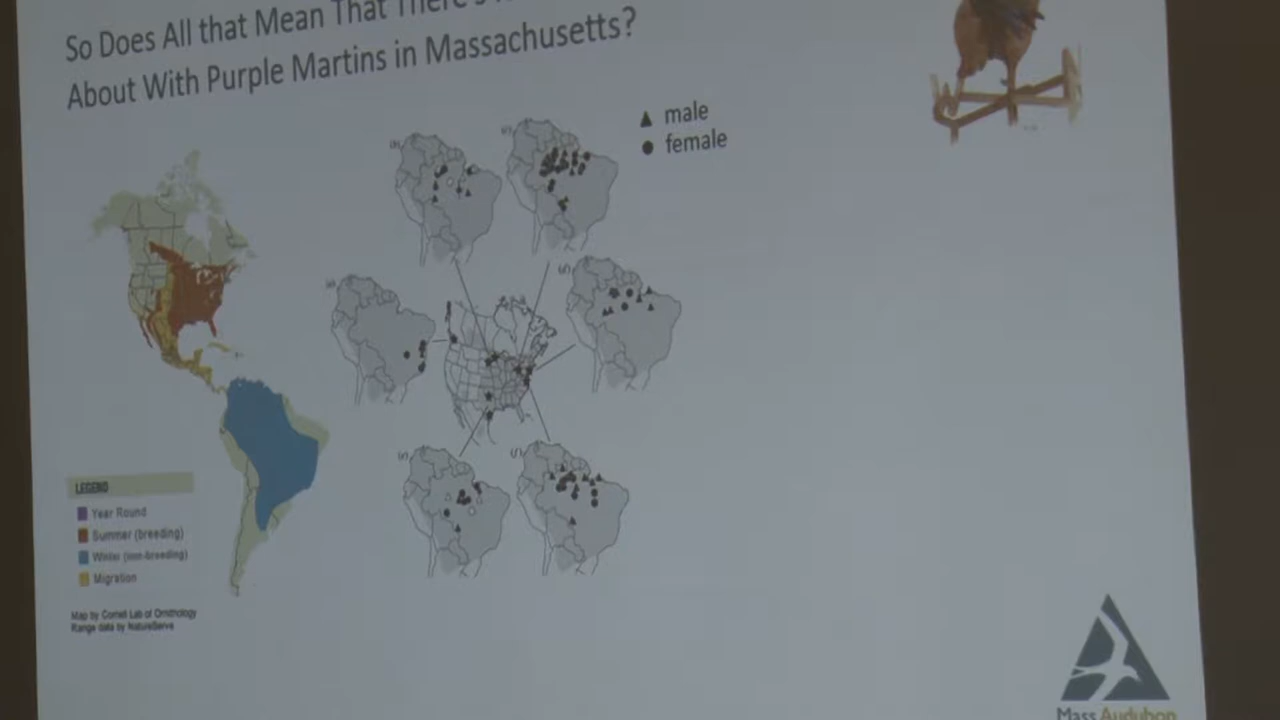 So Does All that Mean That There's
About With Purple Martins in Massachusetts?
male
female
LEGEND
Year Round
Summer (breeding)
Winter (non-breeding)
Migration
Map by Cornell Lab of Ornithology
Range data by NatureServe
Mass Audubon